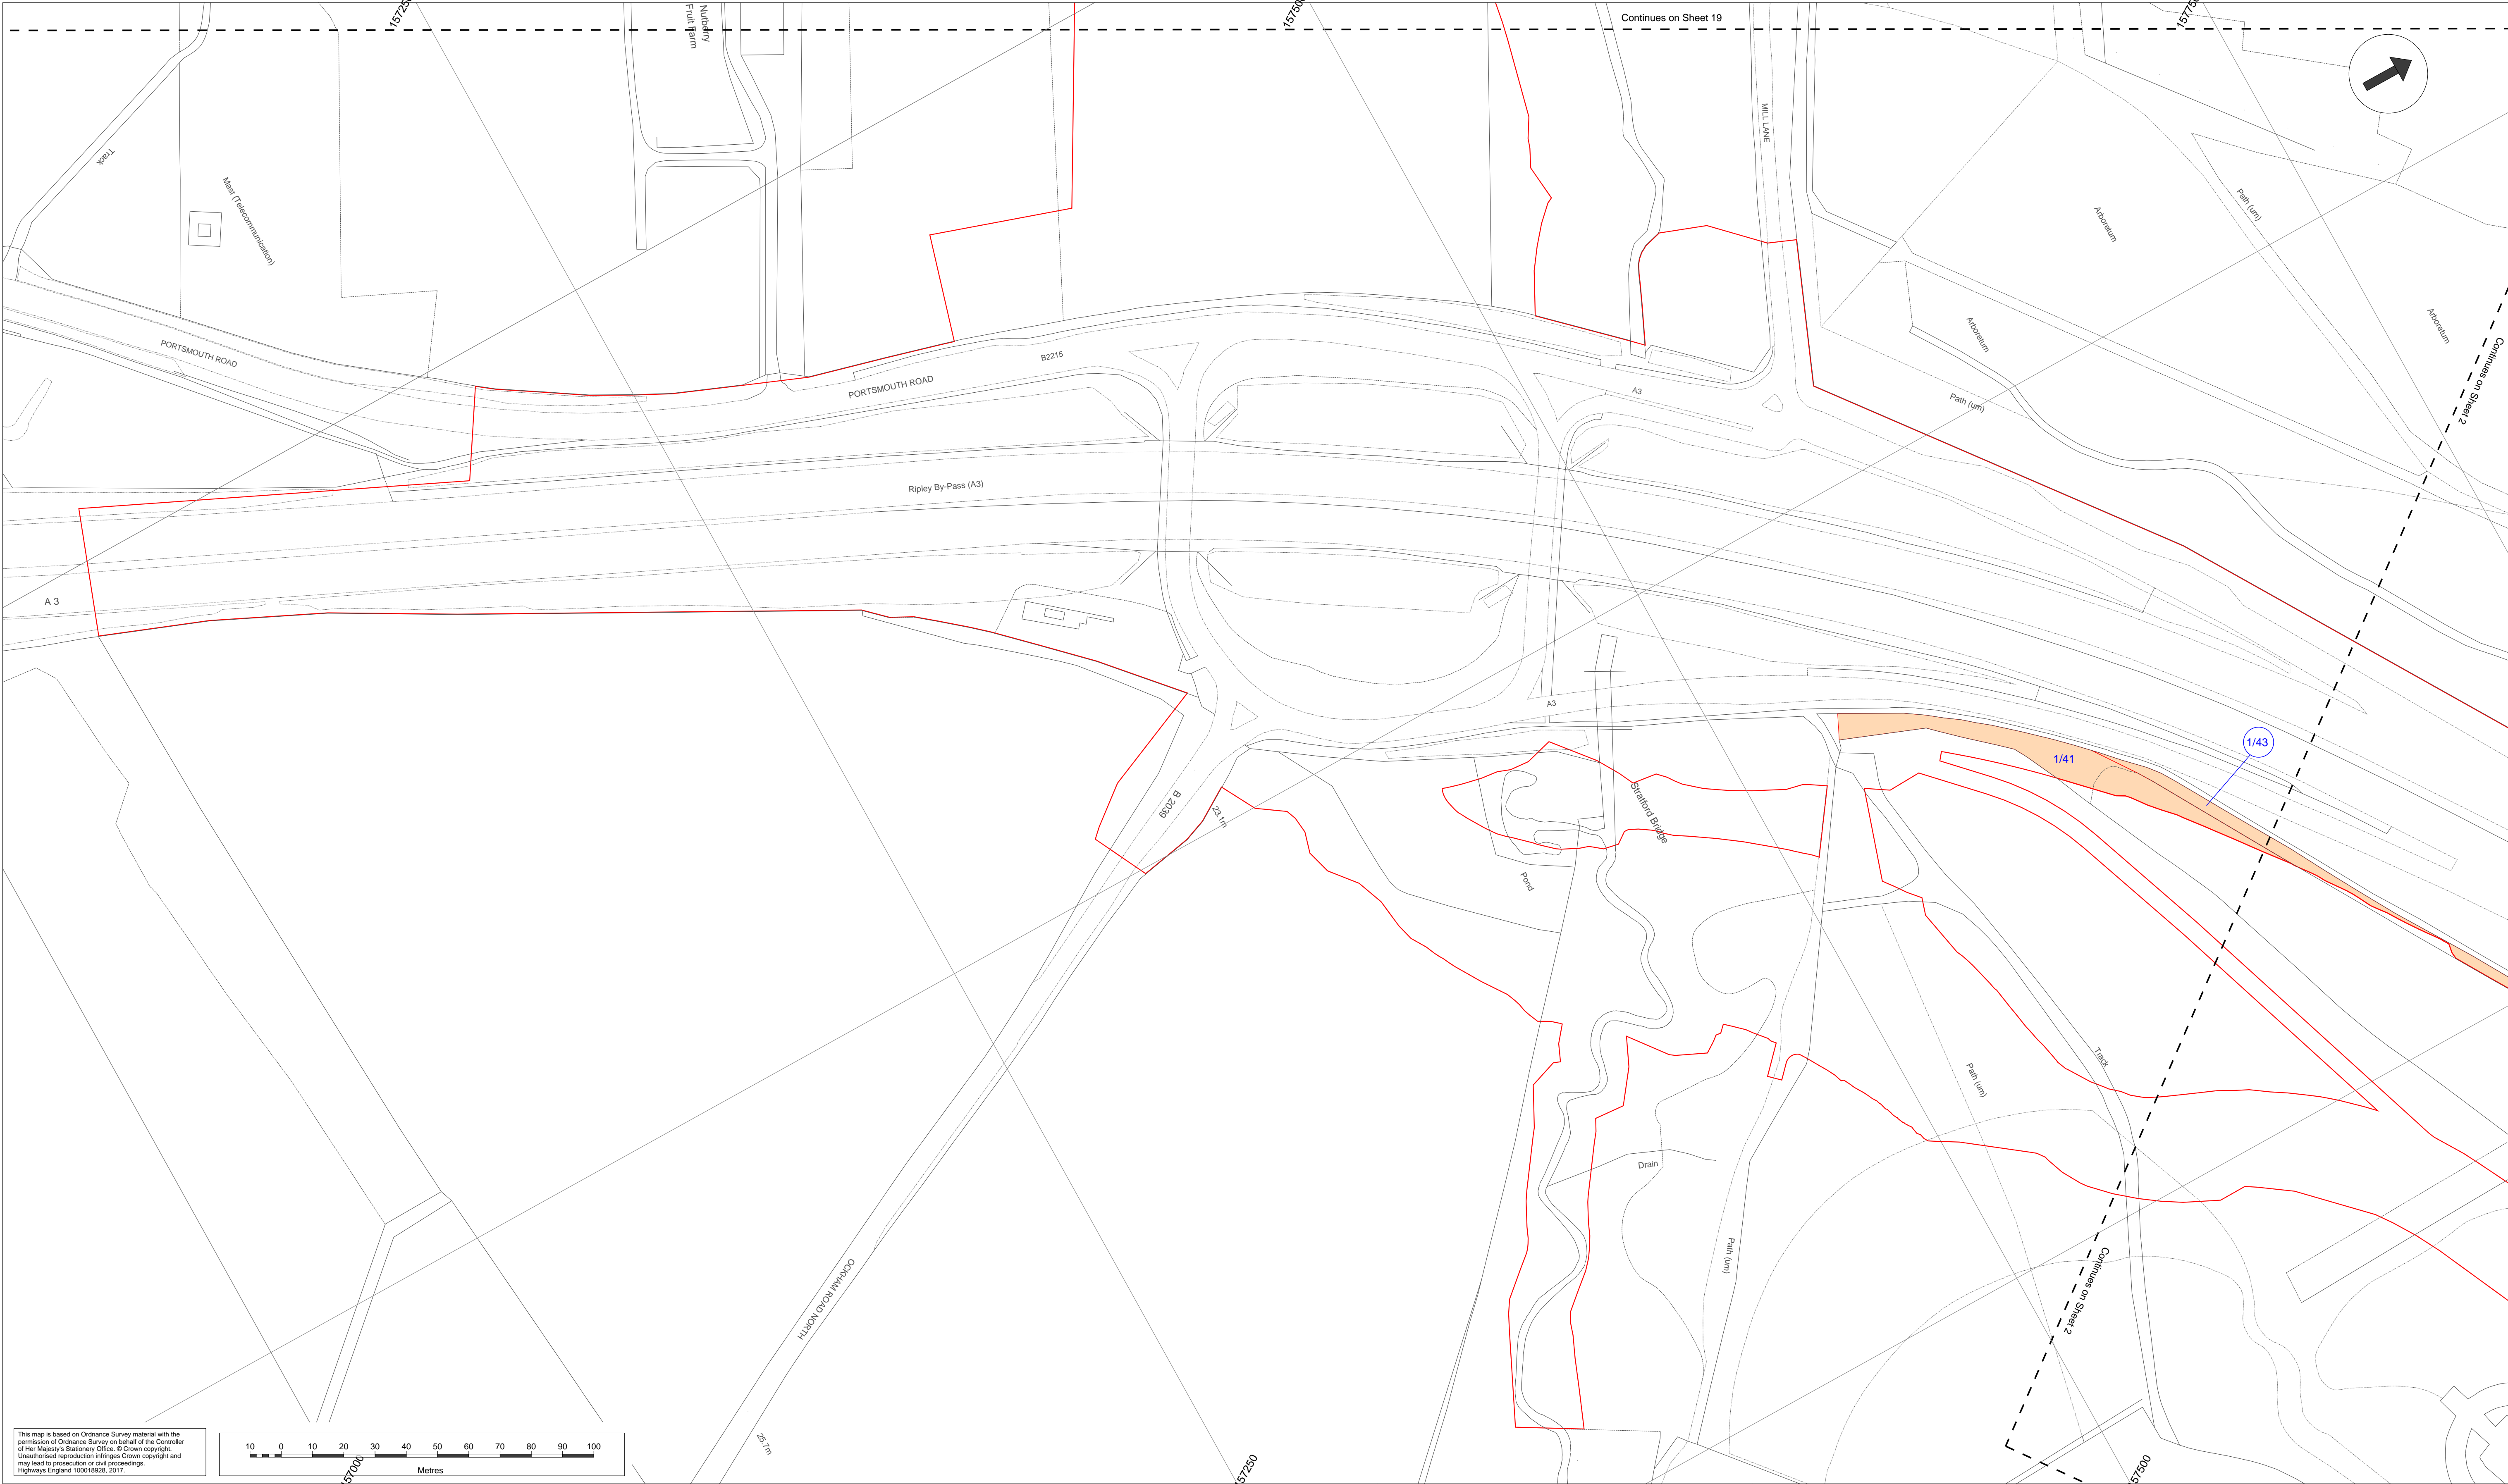 157250
157500
Continues on Sheet 19
157750
Nutberry
Fruit Farm
MILL LANE
Track
Mast (Telecommunication)
Path (um)
Arboretum
Arboretum
Arboretum
Continues on Sheet 2
PORTSMOUTH ROAD
B2215
PORTSMOUTH ROAD
A3
Path (um)
Ripley By-Pass (A3)
A 3
A3
1/43
1/41
B 2039
23.1m
Stratford Bridge
Pond
Track
Path (um)
Drain
Path (um)
Continues on Sheet 2
OCKHAM ROAD NORTH
25.7m
This map is based on Ordnance Survey material with the
permission of Ordnance Survey on behalf of the Controller
of Her Majesty's Stationery Office. © Crown copyright.
Unauthorised reproduction infringes Crown copyright and
may lead to prosecution or civil proceedings.
Highways England 100018928, 2017.
10 0 10 20 30 40 50 60 70 80 90 100
Metres
157000
157250
157500